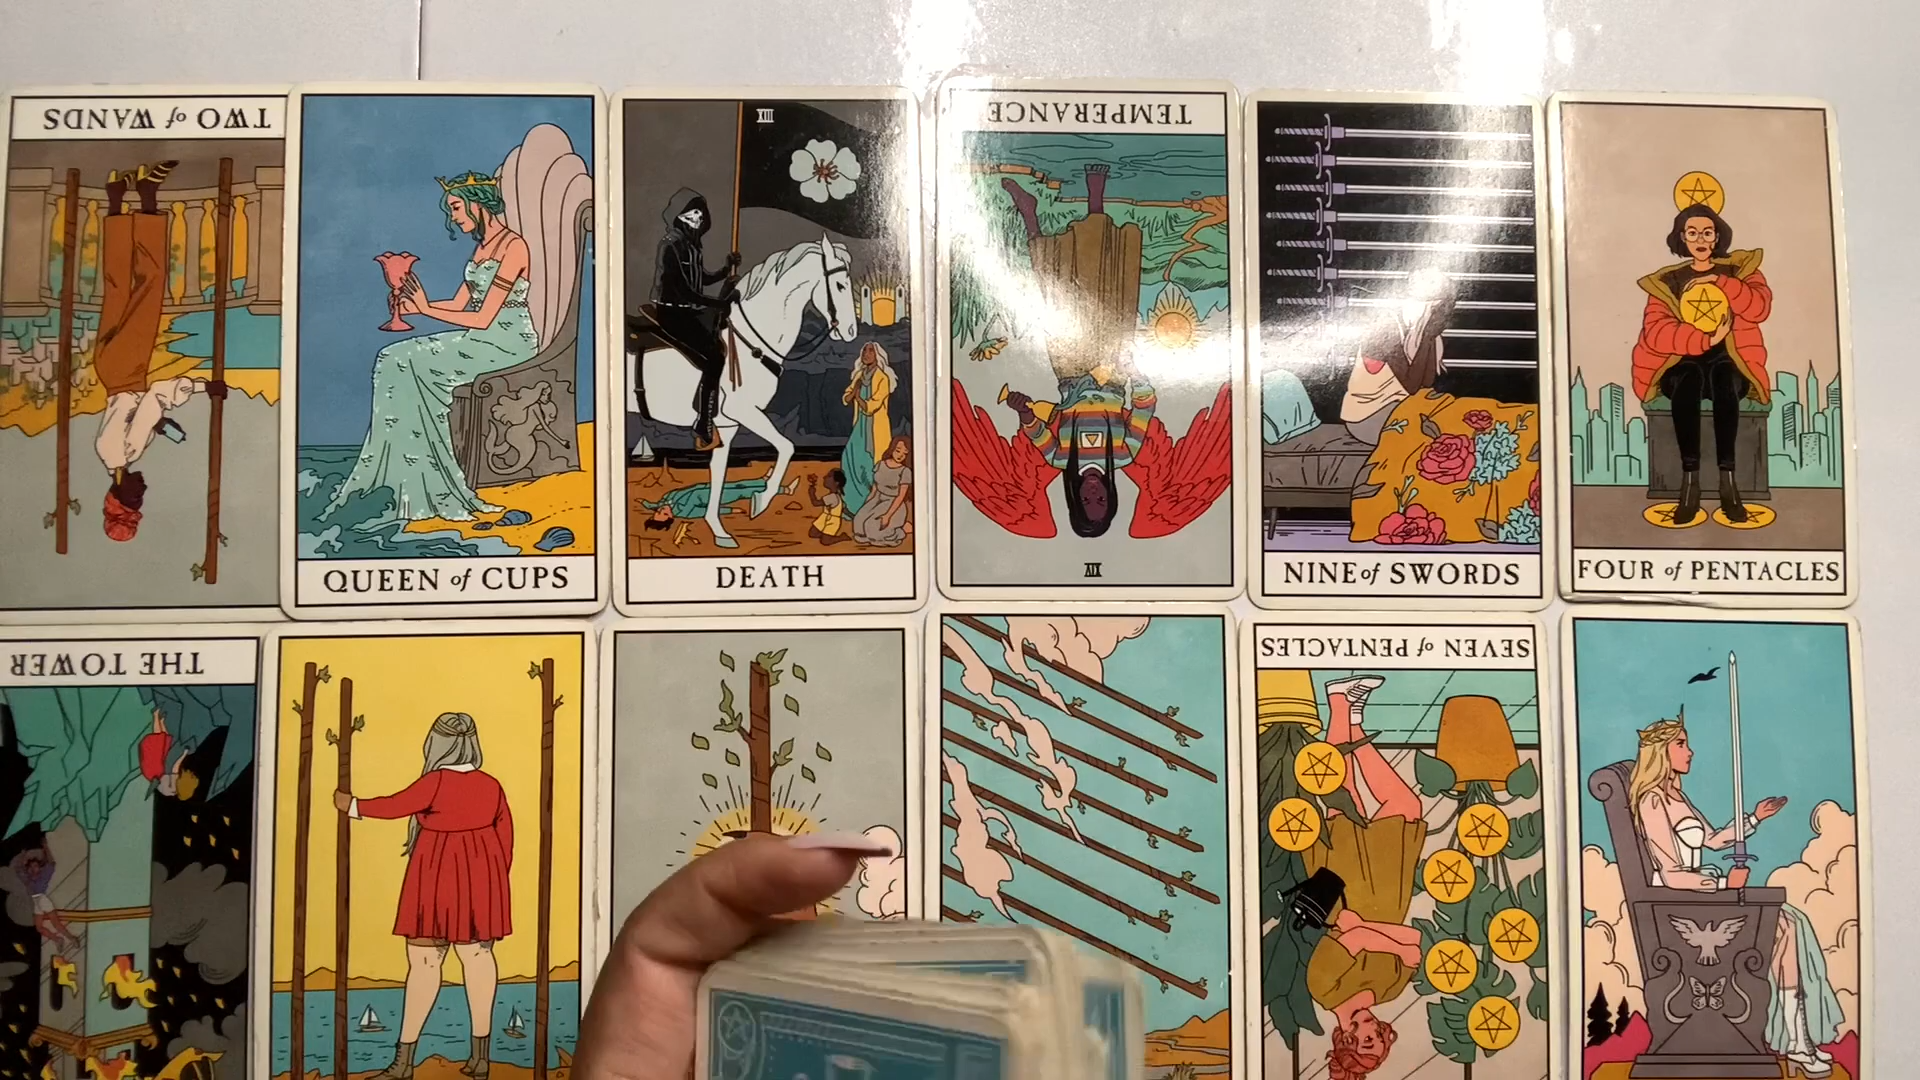 TWO of WANDS
QUEEN of CUPS
XIII
DEATH
TEMPERANCE
XIV
NINE of SWORDS
FOUR of PENTACLES
THE TOWER
SEVEN of PENTACLES